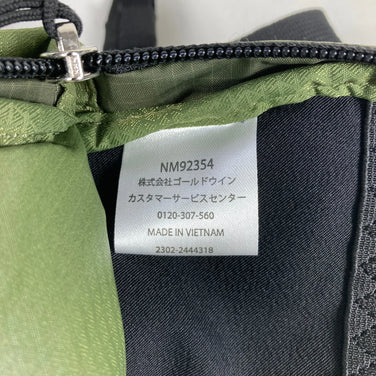 NM92354
株式会社ゴールドウイン
カスタマーサービスセンター
0120-307-560
MADE IN VIETNAM
2302-2444318